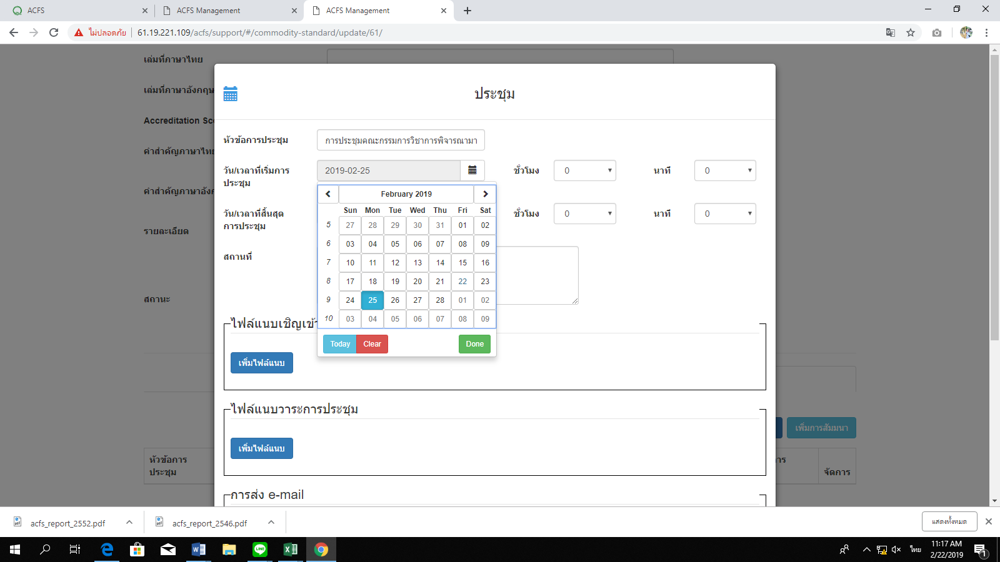 ACFS
ACFS Management
ACFS Management
ไม่ปลอดภัย
61.19.221.109/acfs/support/#/commodity-standard/update/61/
เล่มที่ภาษาไทย
เล่มที่ภาษาอังกฤษ
Accreditation
คำสำคัญภาษาไทย
รายละเอียด
สถานะ
ประชุม
หัวข้อการประชุม
การประชุมคณะกรรมการวิชาการพิจารณามา
วัน/เวลาที่เริ่มการ
ประชุม
2019-02-25
ชั่วโมง 0 นาที 0
วัน/เวลาที่สิ้นสุด
การประชุม
ชั่วโมง 0 นาที 0
สถานที่
February 2019
Sun Mon Tue Wed Thu Fri Sat
5 27 28 29 30 31 01 02
6 03 04 05 06 07 08 09
7 10 11 12 13 14 15 16
8 17 18 19 20 21 22 23
9 24 25 26 27 28 01 02
10 03 04 05 06 07 08 09
Today Clear Done
ไฟล์แนบเชิญเข้า
เพิ่มไฟล์แนบ
ไฟล์แนบวาระการประชุม
เพิ่มไฟล์แนบ
การส่ง e-mail
เพิ่มการสัมมนา
หัวข้อการ
ประชุม
การ
จัดการ
acfs_report_2552.pdf
acfs_report_2546.pdf
แสดงทั้งหมด
ไทย
11:17 AM
2/22/2019
1